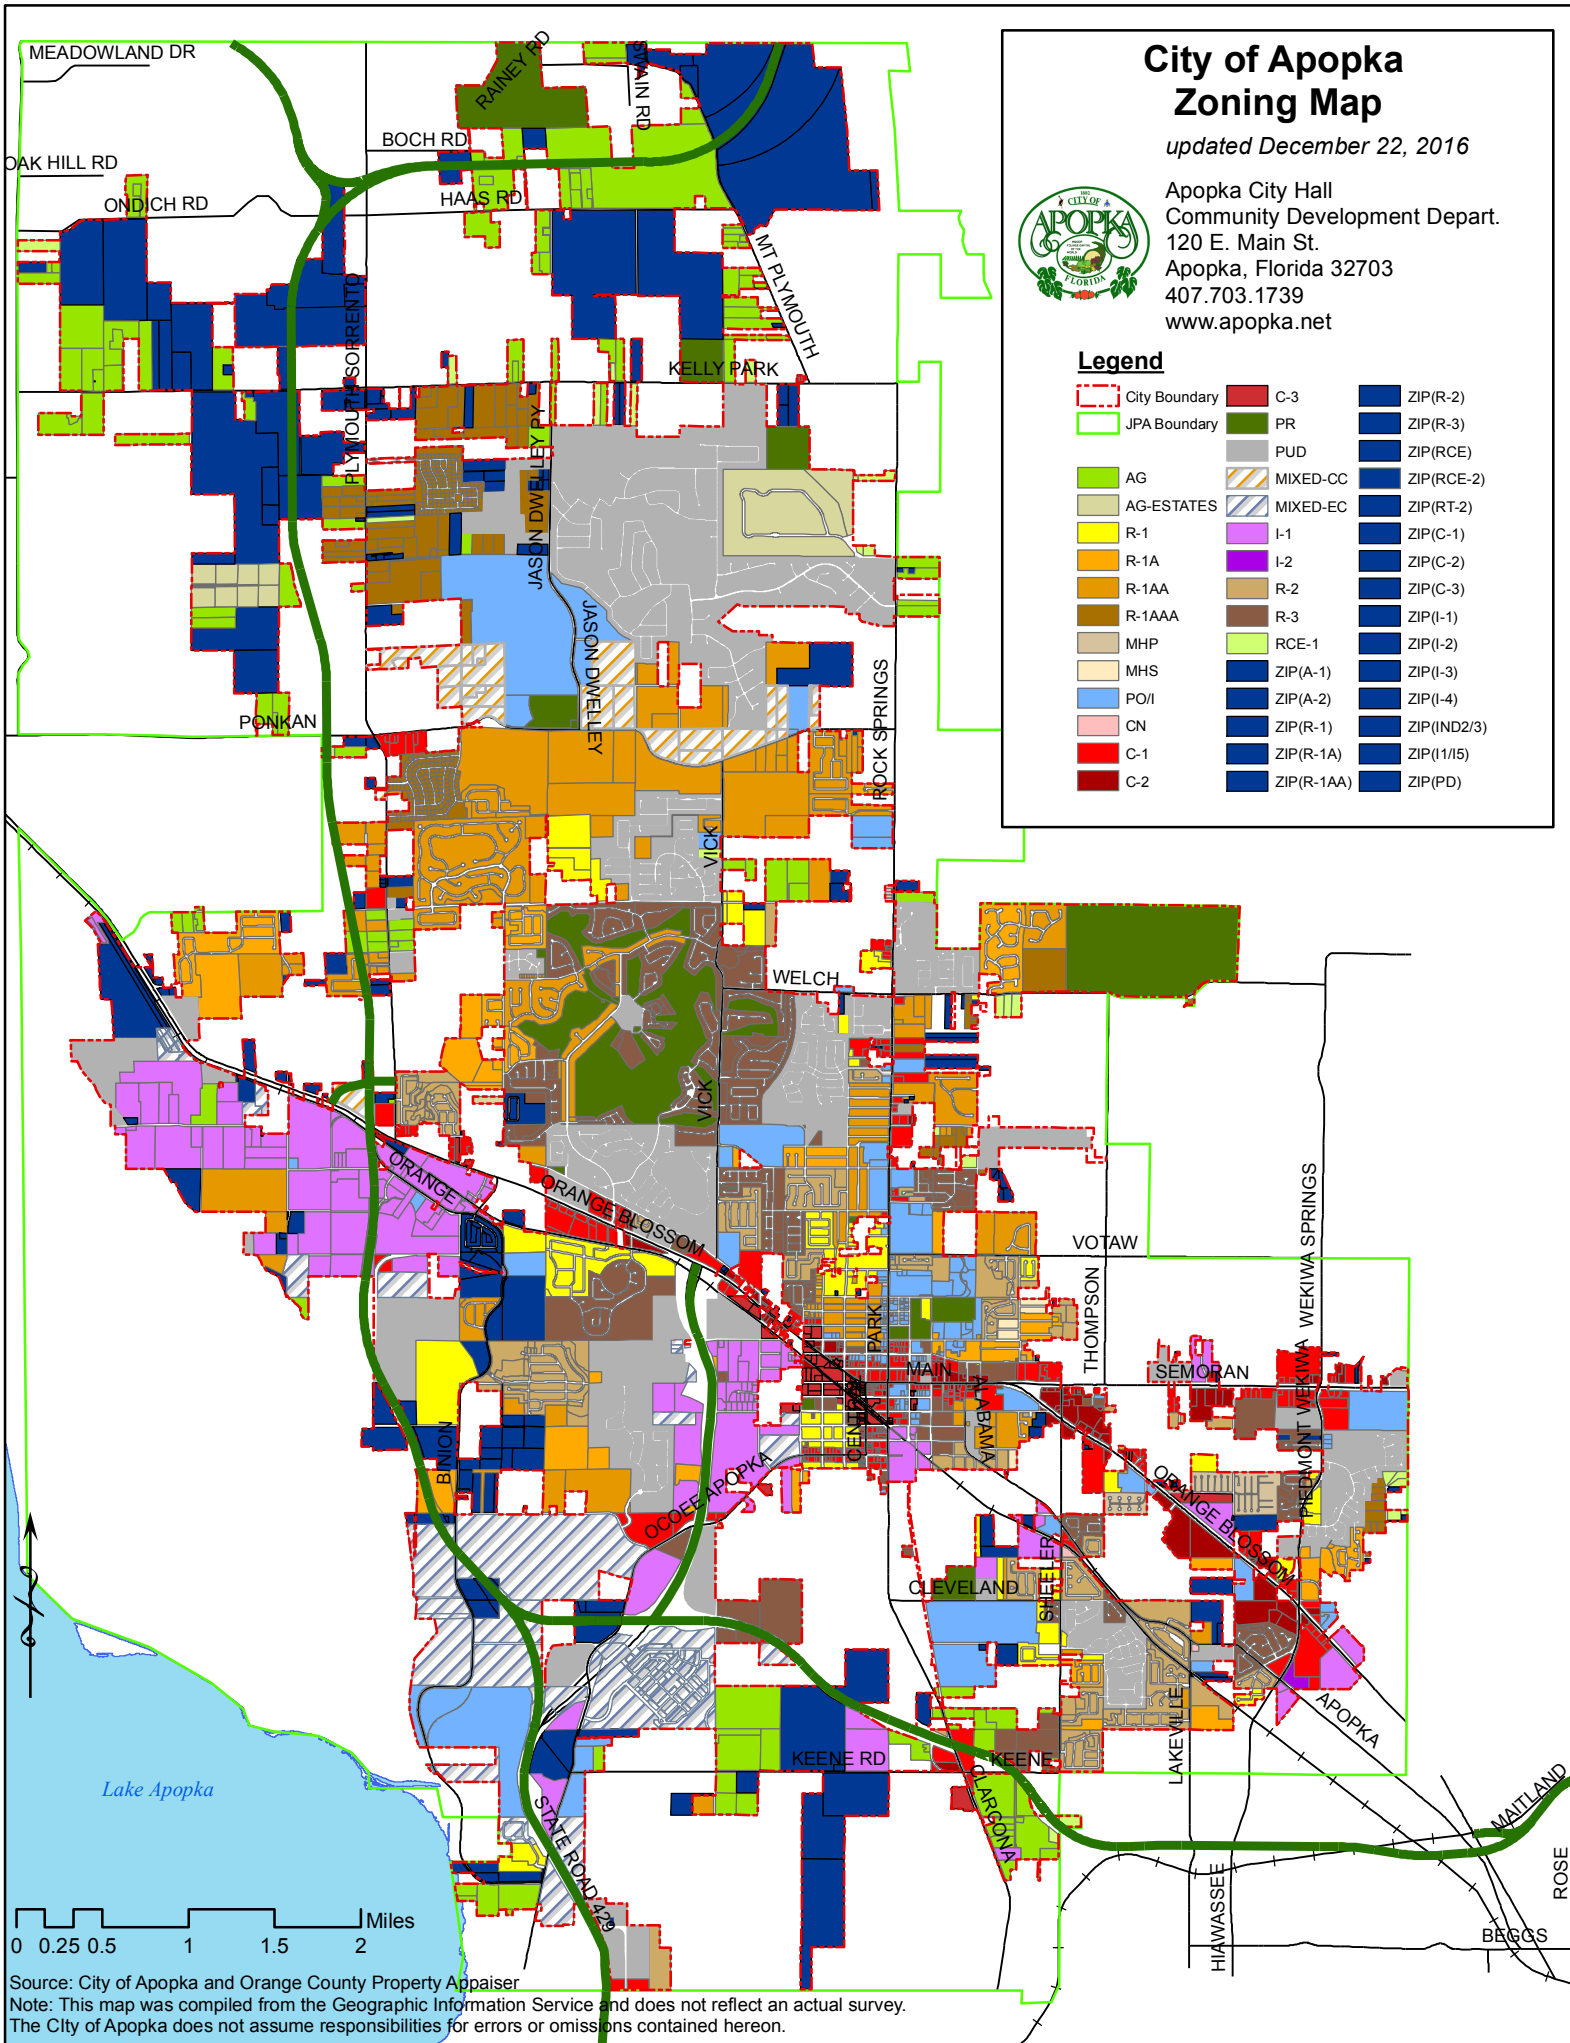 City of Apopka
Zoning Map
updated December 22, 2016
CITY OF
APOPKA
FLORIDA
Apopka City Hall
Community Development Depart.
120 E. Main St.
Apopka, Florida 32703
407.703.1739
www.apopka.net
Legend
City Boundary
JPA Boundary
AG
AG-ESTATES
R-1
R-1A
R-1AA
R-1AAA
MHP
MHS
PO/I
CN
C-1
C-2
C-3
PR
PUD
MIXED-CC
MIXED-EC
I-1
I-2
R-2
R-3
RCE-1
ZIP(A-1)
ZIP(A-2)
ZIP(R-1)
ZIP(R-1A)
ZIP(R-1AA)
ZIP(R-2)
ZIP(R-3)
ZIP(RCE)
ZIP(RCE-2)
ZIP(RT-2)
ZIP(C-1)
ZIP(C-2)
ZIP(C-3)
ZIP(I-1)
ZIP(I-2)
ZIP(I-3)
ZIP(I-4)
ZIP(IND2/3)
ZIP(I1/I5)
ZIP(PD)
MEADOWLAND DR
RAINEY RD
SWAIN RD
BOCH RD
OAK HILL RD
ONDICH RD
HAAS RD
MT PLYMOUTH
PLYMOUTH SORRENTO
KELLY PARK
JASON DWELLEY PY
JASON DWELLEY
ROCK SPRINGS
PONKAN
VICK
WELCH
VICK
ORANGE
ORANGE BLOSSOM
VOTAW
WEKIWA SPRINGS
THOMPSON
PARK
MAIN
SEMORAN
PIEDMONT WEKIWA
CENTRAL
ALABAMA
BINION
OCOEE APOPKA
ORANGE BLOSSOM
CLEVELAND
SHEELER
LAKEVILLE
APOPKA
KEENE RD
KEENE
CLARCONA
STATE ROAD 429
MAITLAND
HIAWASSEE
ROSE
BEGGS
Lake Apopka
N
Miles
0 0.25 0.5 1 1.5 2
Source: City of Apopka and Orange County Property Appaiser
Note: This map was compiled from the Geographic Information Service and does not reflect an actual survey.
The CIty of Apopka does not assume responsibilities for errors or omissions contained hereon.